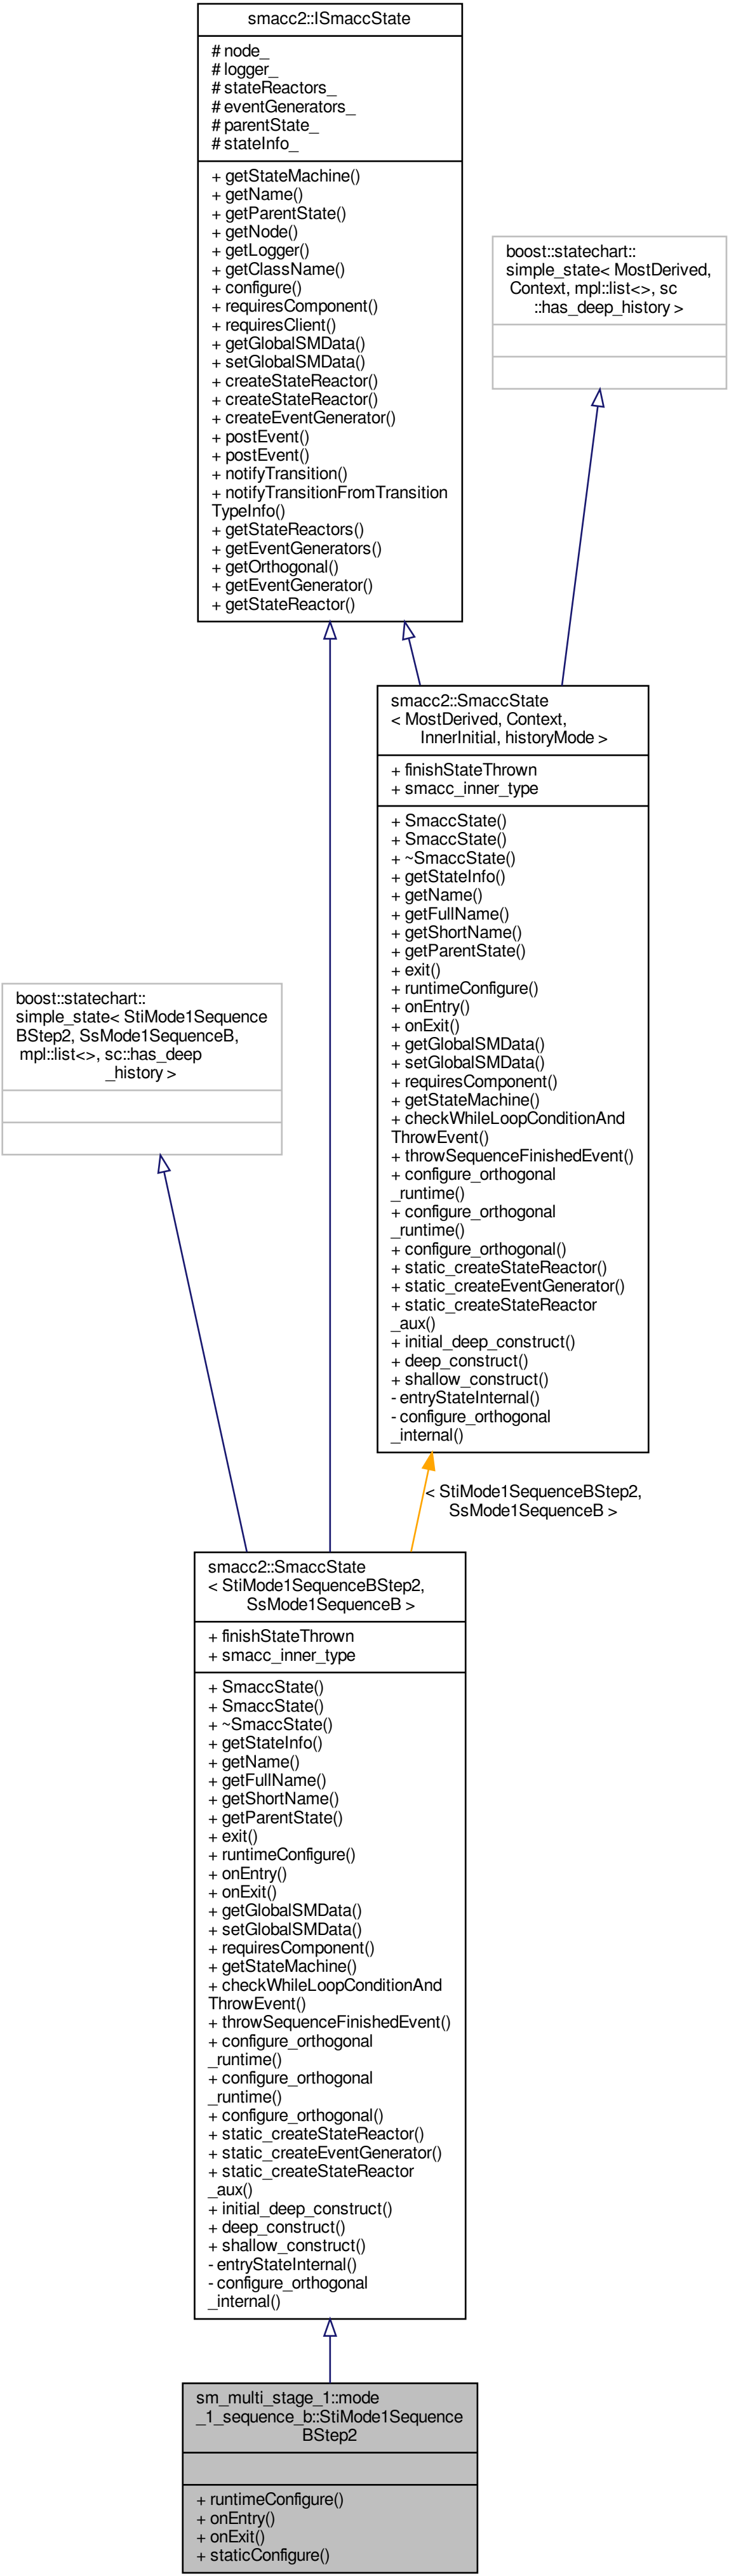 smacc2::ISmaccState
# node_
# logger_
# stateReactors_
# eventGenerators_
# parentState_
# stateInfo_
+ getStateMachine()
+ getName()
+ getParentState()
+ getNode()
+ getLogger()
+ getClassName()
+ configure()
+ requiresComponent()
+ requiresClient()
+ getGlobalSMData()
+ setGlobalSMData()
+ createStateReactor()
+ createStateReactor()
+ createEventGenerator()
+ postEvent()
+ postEvent()
+ notifyTransition()
+ notifyTransitionFromTransition
TypeInfo()
+ getStateReactors()
+ getEventGenerators()
+ getOrthogonal()
+ getEventGenerator()
+ getStateReactor()
boost::statechart::
simple_state< MostDerived,
Context, mpl::list<>, sc
::has_deep_history >
smacc2::SmaccState
< MostDerived, Context,
InnerInitial, historyMode >
+ finishStateThrown
+ smacc_inner_type
+ SmaccState()
+ SmaccState()
+ ~SmaccState()
+ getStateInfo()
+ getName()
+ getFullName()
+ getShortName()
+ getParentState()
+ exit()
+ runtimeConfigure()
+ onEntry()
+ onExit()
+ getGlobalSMData()
+ setGlobalSMData()
+ requiresComponent()
+ getStateMachine()
+ checkWhileLoopConditionAnd
ThrowEvent()
+ throwSequenceFinishedEvent()
+ configure_orthogonal
_runtime()
+ configure_orthogonal
_runtime()
+ configure_orthogonal()
+ static_createStateReactor()
+ static_createEventGenerator()
+ static_createStateReactor
_aux()
+ initial_deep_construct()
+ deep_construct()
+ shallow_construct()
- entryStateInternal()
- configure_orthogonal
_internal()
boost::statechart::
simple_state< StiMode1Sequence
BStep2, SsMode1SequenceB,
mpl::list<>, sc::has_deep
_history >
< StiMode1SequenceBStep2,
SsMode1SequenceB >
smacc2::SmaccState
< StiMode1SequenceBStep2,
SsMode1SequenceB >
+ finishStateThrown
+ smacc_inner_type
+ SmaccState()
+ SmaccState()
+ ~SmaccState()
+ getStateInfo()
+ getName()
+ getFullName()
+ getShortName()
+ getParentState()
+ exit()
+ runtimeConfigure()
+ onEntry()
+ onExit()
+ getGlobalSMData()
+ setGlobalSMData()
+ requiresComponent()
+ getStateMachine()
+ checkWhileLoopConditionAnd
ThrowEvent()
+ throwSequenceFinishedEvent()
+ configure_orthogonal
_runtime()
+ configure_orthogonal
_runtime()
+ configure_orthogonal()
+ static_createStateReactor()
+ static_createEventGenerator()
+ static_createStateReactor
_aux()
+ initial_deep_construct()
+ deep_construct()
+ shallow_construct()
- entryStateInternal()
- configure_orthogonal
_internal()
sm_multi_stage_1::mode
_1_sequence_b::StiMode1Sequence
BStep2
+ runtimeConfigure()
+ onEntry()
+ onExit()
+ staticConfigure()